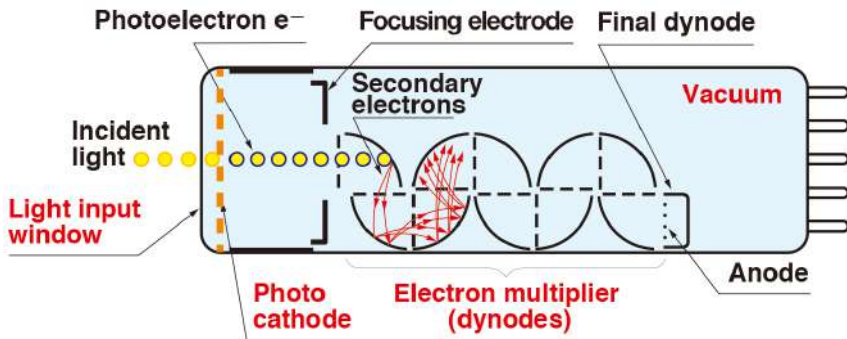 Photoelectron e⁻
Focusing electrode
Final dynode
Secondary
electrons
Vacuum
Incident
light
Light input
window
Photo
cathode
Electron multiplier
(dynodes)
Anode